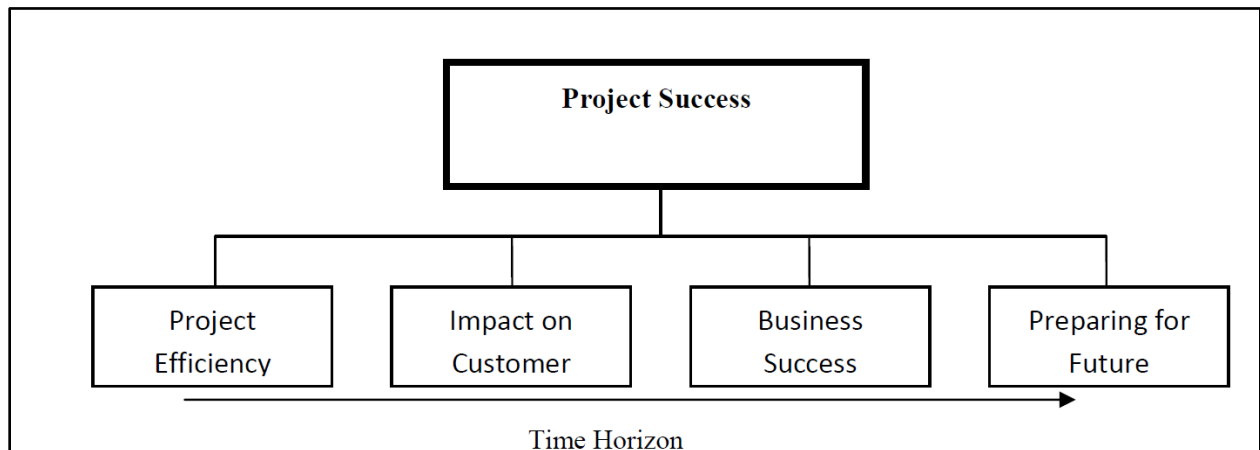 Project Success
Project
Efficiency
Impact on
Customer
Business
Success
Preparing for
Future
Time Horizon